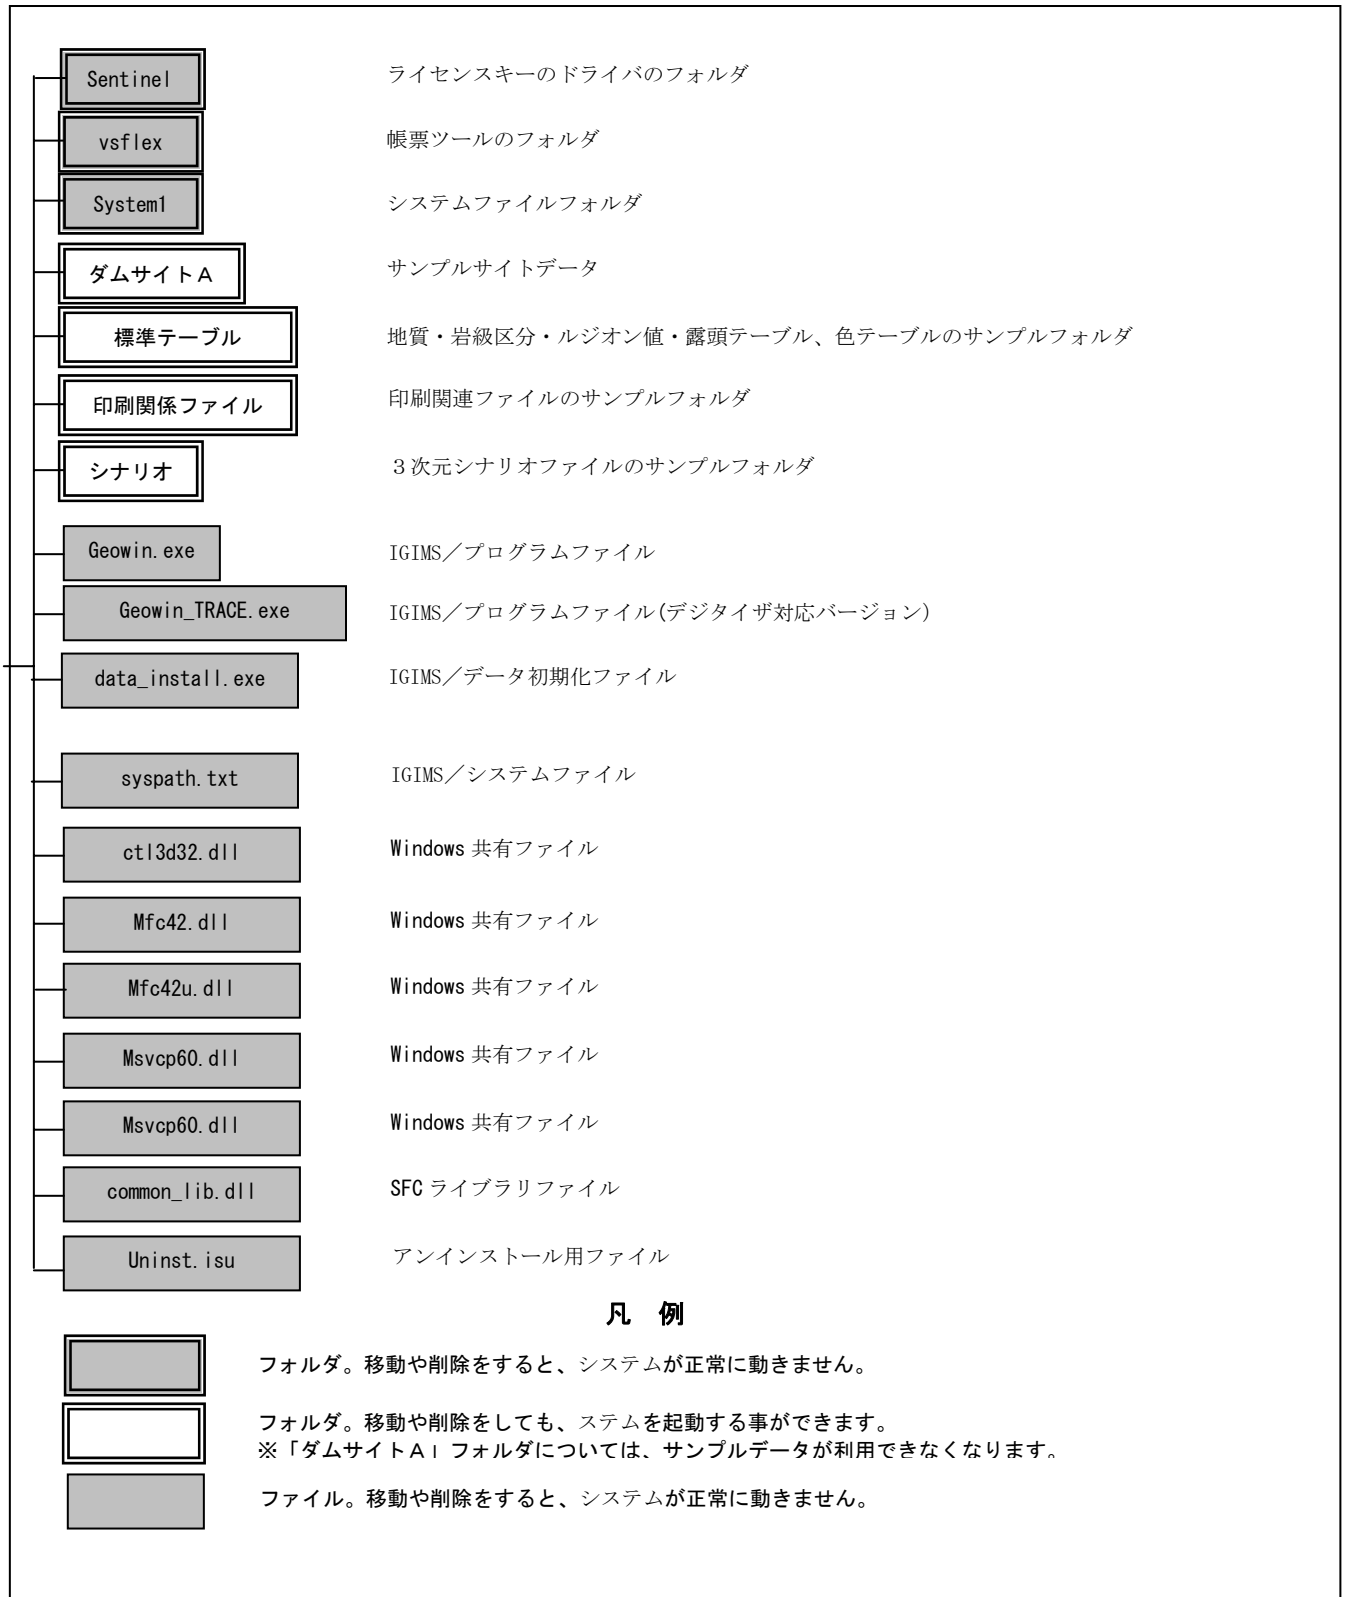 Sentinel ライセンスキーのドライバのフォルダ
vsflex 帳票ツールのフォルダ
System1 システムファイルフォルダ
ダムサイトA サンプルサイトデータ
標準テーブル 地質・岩級区分・ルジオン値・露頭テーブル、色テーブルのサンプルフォルダ
印刷関係ファイル 印刷関連ファイルのサンプルフォルダ
シナリオ 3次元シナリオファイルのサンプルフォルダ
Geowin.exe IGIMS/プログラムファイル
Geowin_TRACE.exe IGIMS/プログラムファイル(デジタイザ対応バージョン)
data_install.exe IGIMS/データ初期化ファイル
syspath.txt IGIMS/システムファイル
ctl3d32.dll Windows 共有ファイル
Mfc42.dll Windows 共有ファイル
Mfc42u.dll Windows 共有ファイル
Msvcp60.dll Windows 共有ファイル
Msvcp60.dll Windows 共有ファイル
common_lib.dll SFC ライブラリファイル
Uninst.isu アンインストール用ファイル
凡 例
フォルダ。移動や削除をすると、システムが正常に動きません。
フォルダ。移動や削除をしても、ステムを起動する事ができます。
※「ダムサイトA」フォルダについては、サンプルデータが利用できなくなります。
ファイル。移動や削除をすると、システムが正常に動きません。